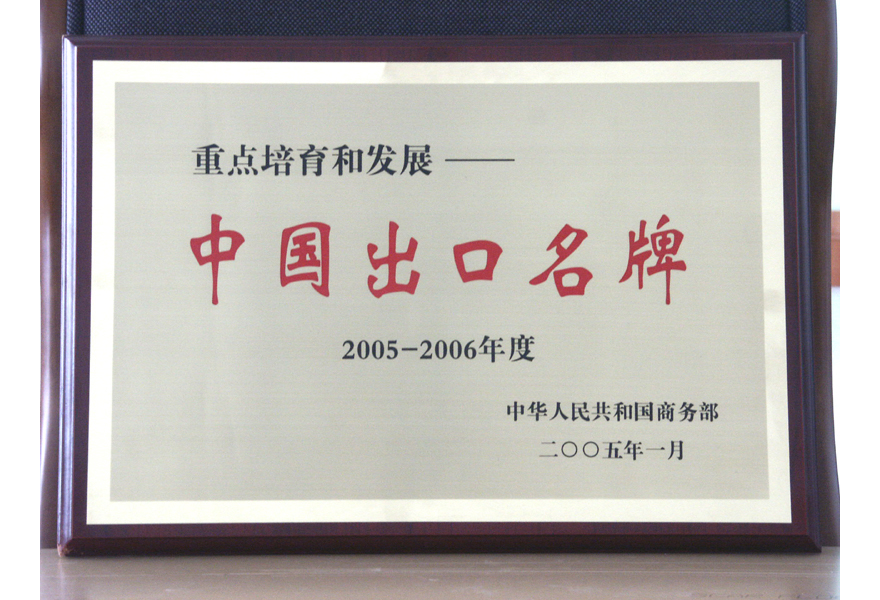 重点培育和发展——
中国出口名牌
2005-2006年度
中华人民共和国商务部
二〇〇五年一月